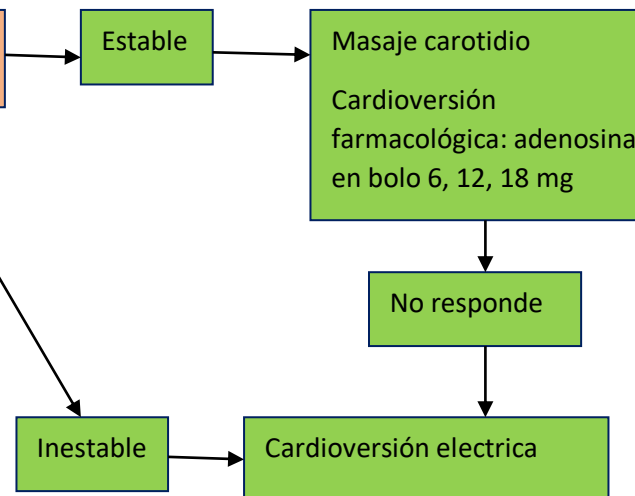 Estable
Masaje carotidio
Cardioversión
farmacológica: adenosina
en bolo 6, 12, 18 mg
No responde
Inestable
Cardioversión electrica